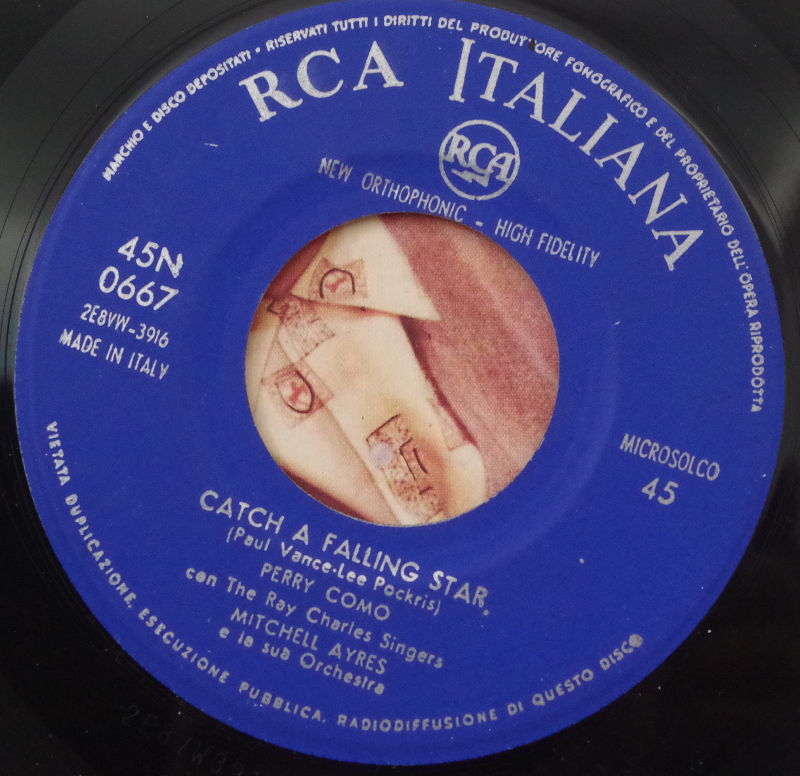 MARCHIO E DISCO DEPOSITATI • RISERVATI TUTTI I DIRITTI DEL PRODUTTORE FONOGRAFICO E DEL PROPRIETARIO DELL'OPERA RIPRODOTTA
RCA ITALIANA
RCA
NEW ORTHOPHONIC - HIGH FIDELITY
45N
0667
2E8VW-3916
MADE IN ITALY
MICROSOLCO
45
CATCH A FALLING STAR
(Paul Vance-Lee Pockris)
PERRY COMO
con The Ray Charles Singers
MITCHELL AYRES
e la sua Orchestra
VIETATA DUPLICAZIONE, ESECUZIONE PUBBLICA, RADIODIFFUSIONE DI QUESTO DISCO